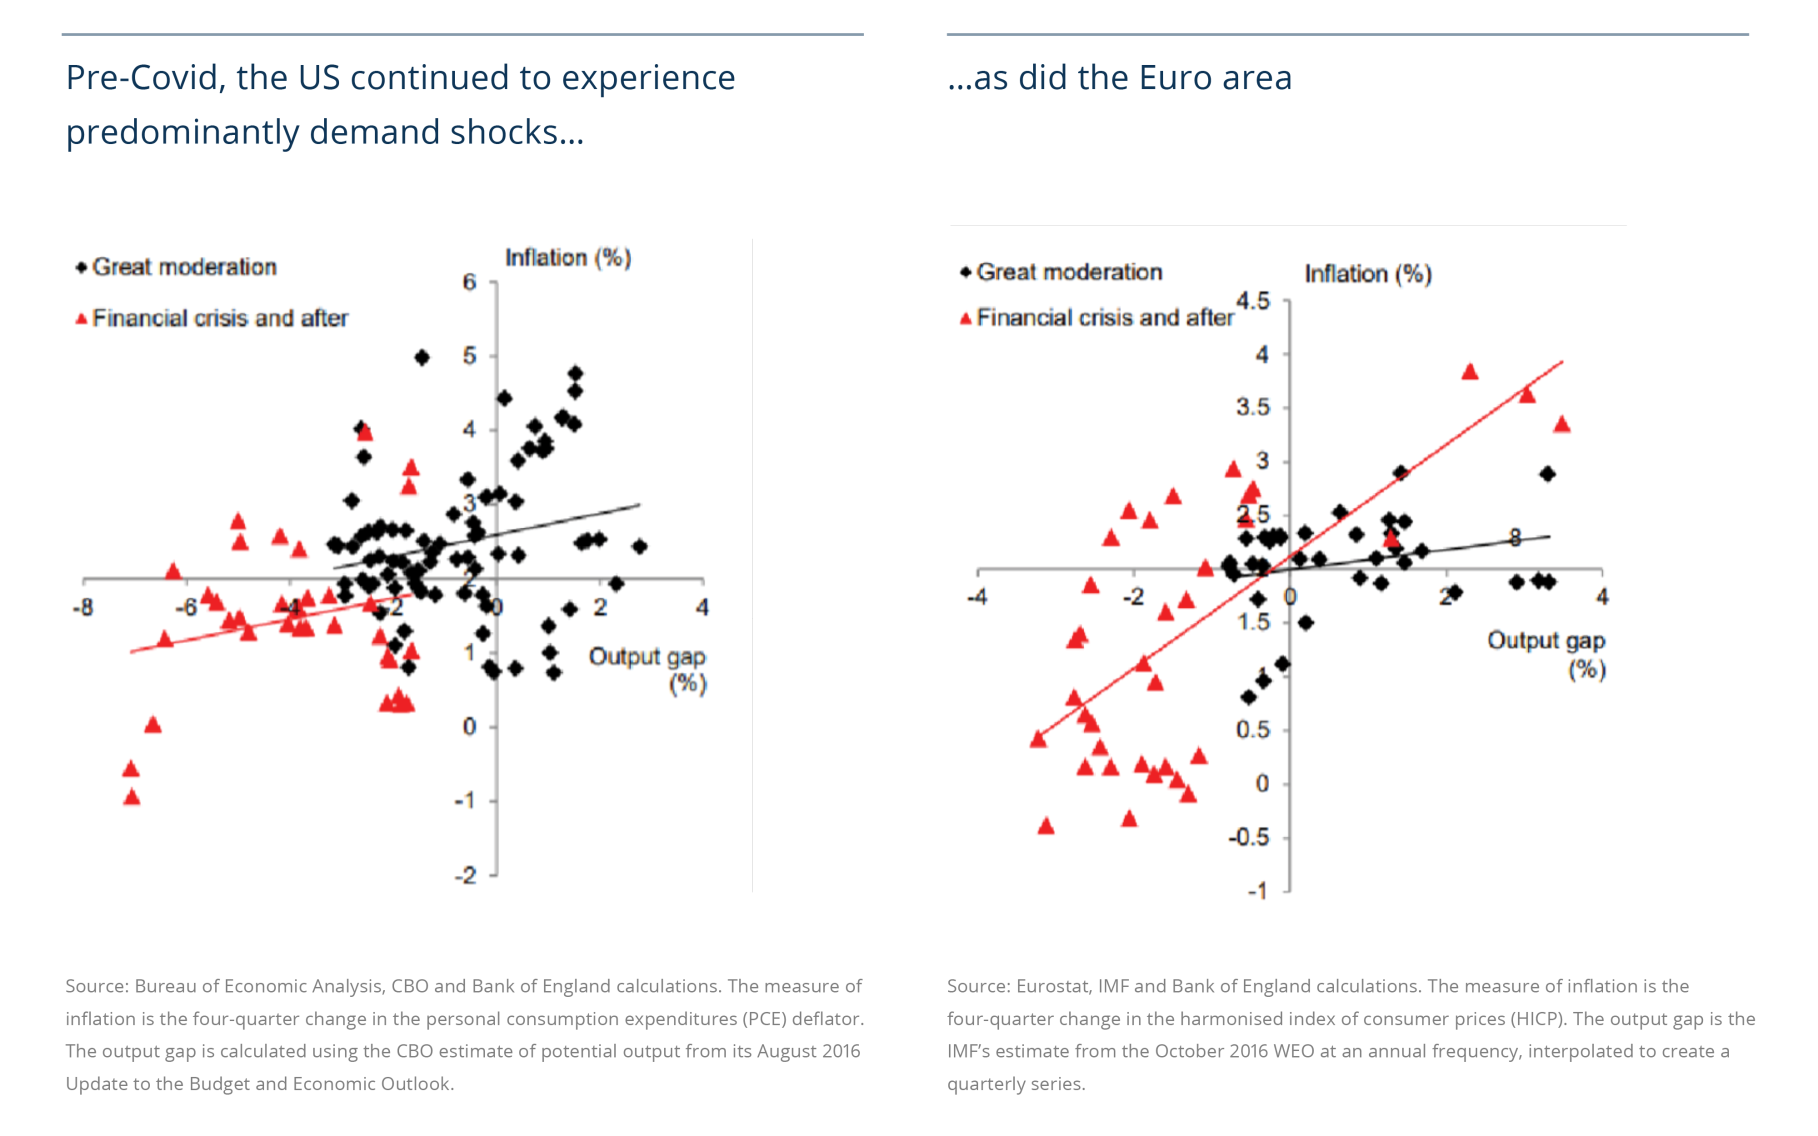 Pre-Covid, the US continued to experience
predominantly demand shocks...
Great moderation
Financial crisis and after
Inflation (%)
6
5
4
3
2
1
0
-1
-2
-8
-6
-4
-2
0
2
4
Output gap
(%)
Source: Bureau of Economic Analysis, CBO and Bank of England calculations. The measure of
inflation is the four-quarter change in the personal consumption expenditures (PCE) deflator.
The output gap is calculated using the CBO estimate of potential output from its August 2016
Update to the Budget and Economic Outlook.
...as did the Euro area
Great moderation
Financial crisis and after
Inflation (%)
4.5
4
3.5
3
2.5
8
1.5
1
0.5
0
-0.5
-1
-4
-2
0
2
4
Output gap
(%)
Source: Eurostat, IMF and Bank of England calculations. The measure of inflation is the
four-quarter change in the harmonised index of consumer prices (HICP). The output gap is the
IMF's estimate from the October 2016 WEO at an annual frequency, interpolated to create a
quarterly series.